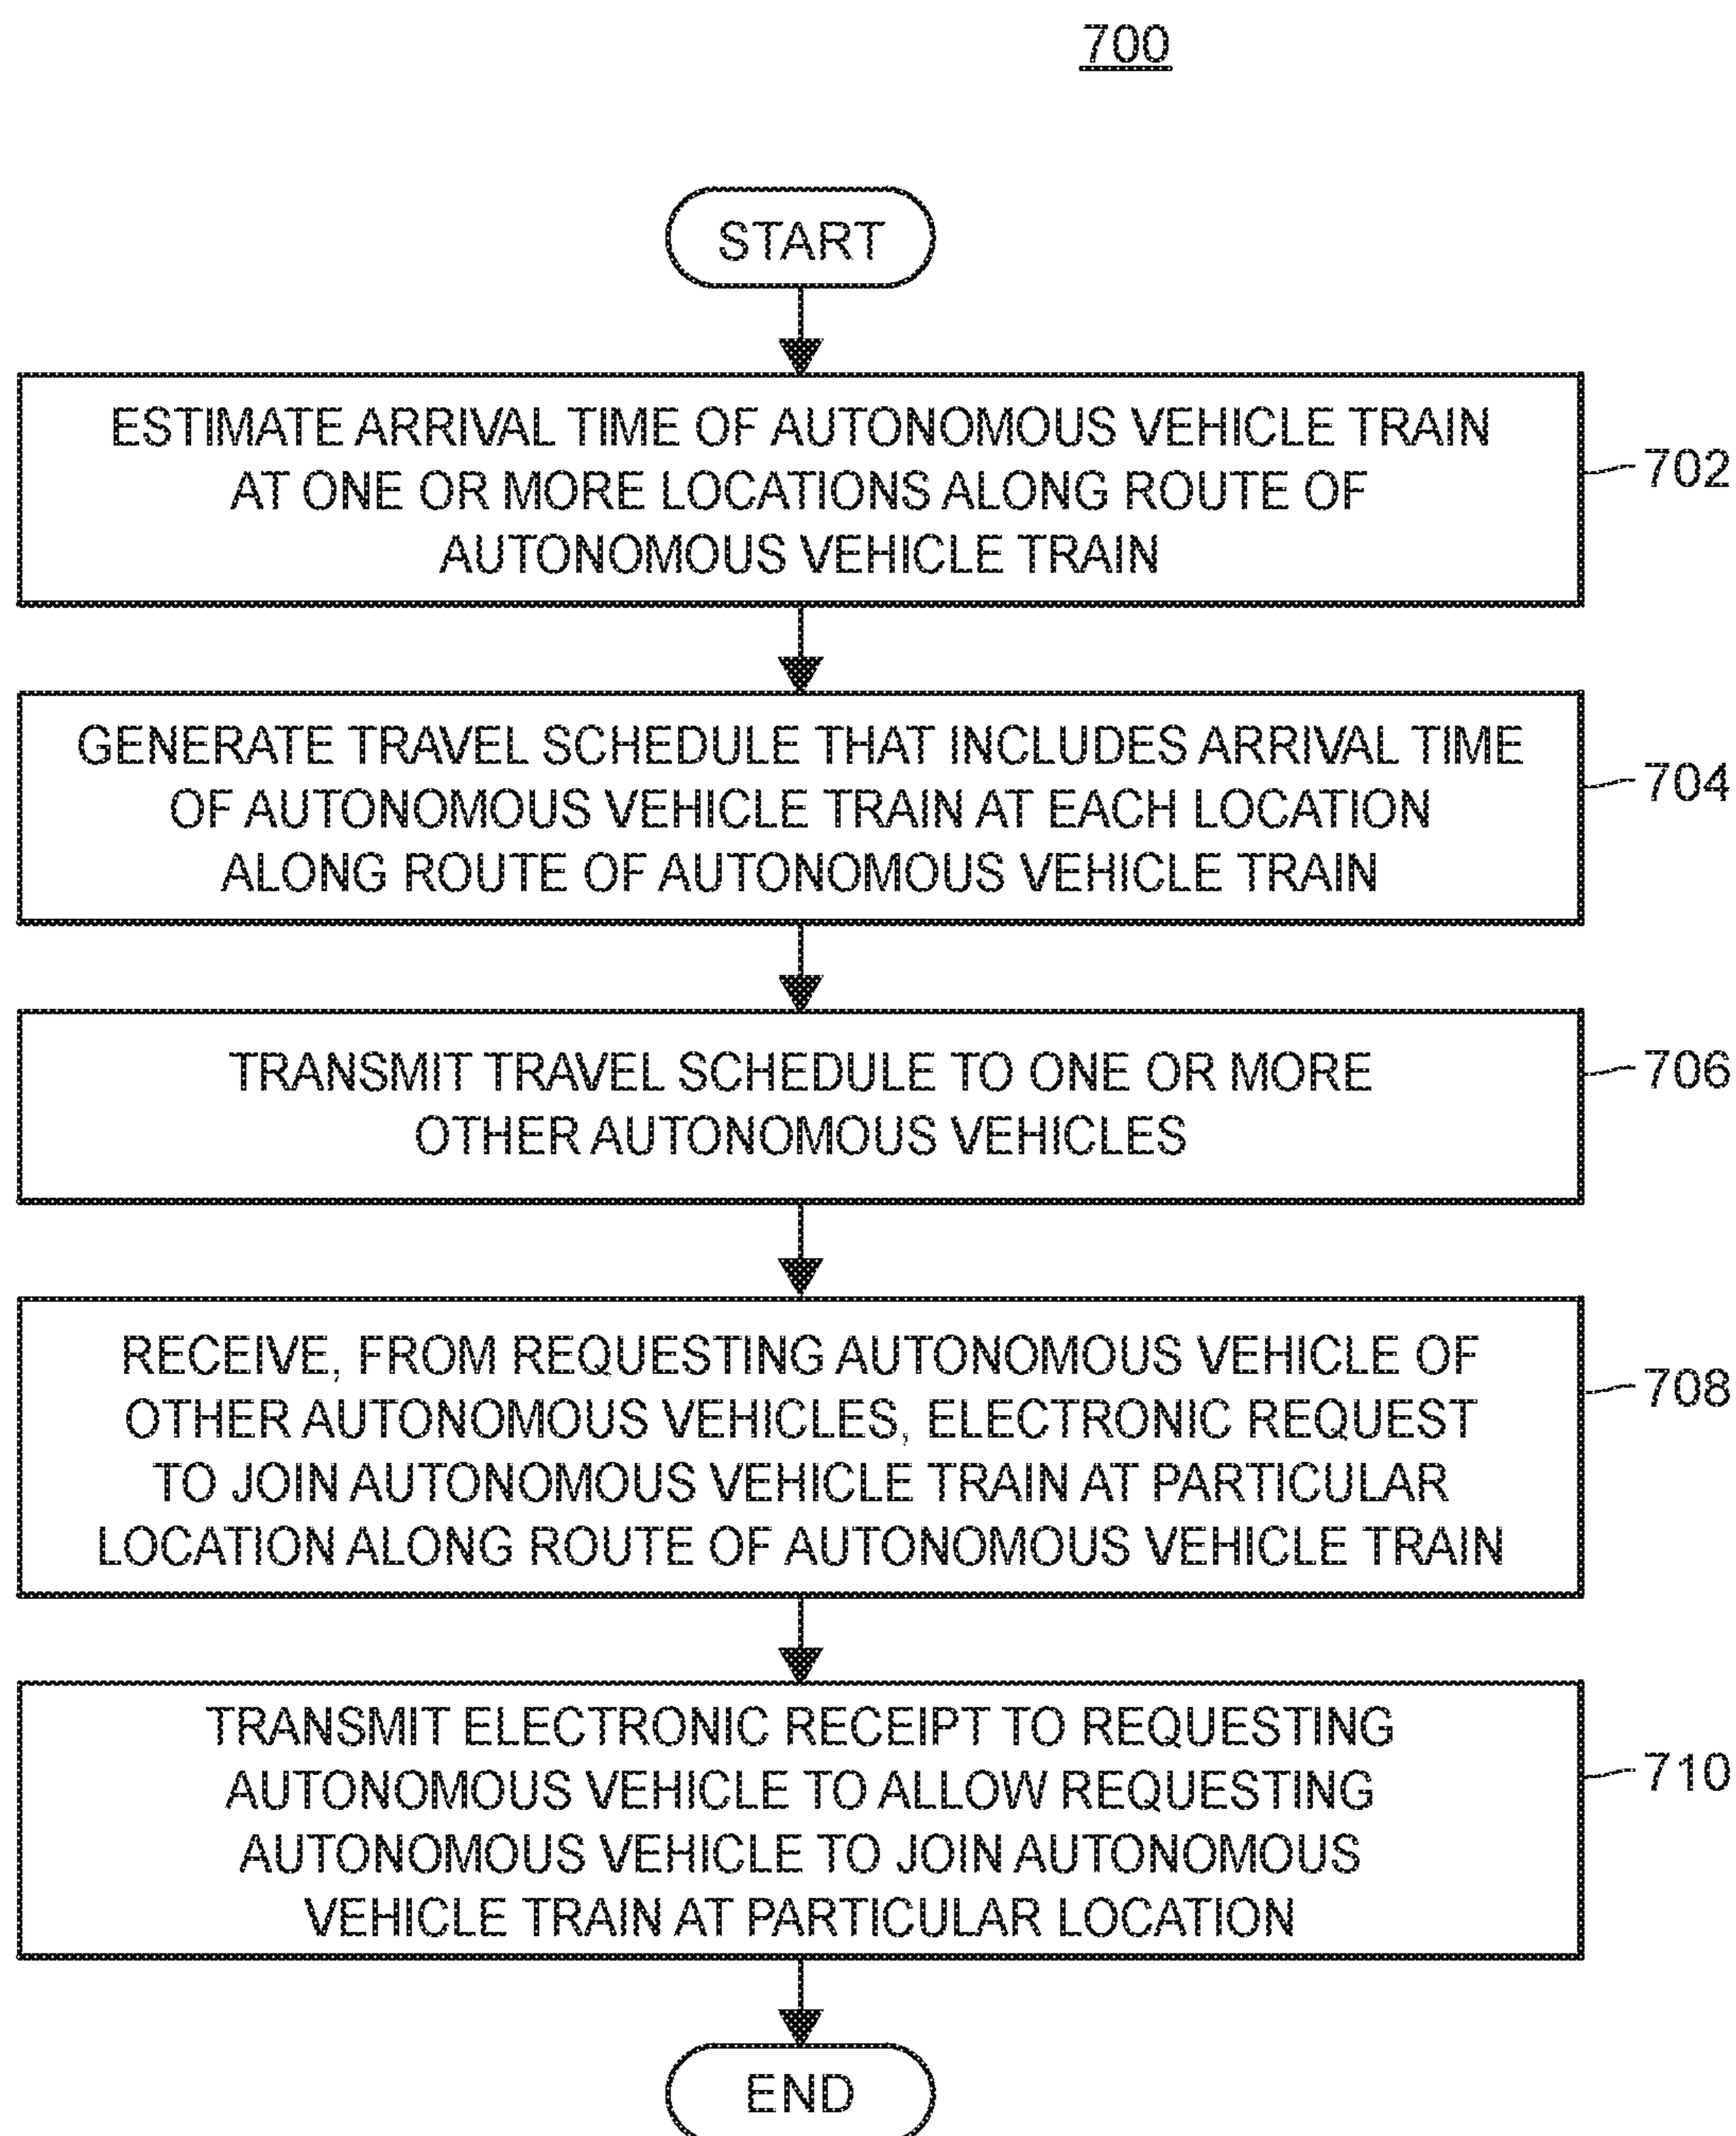 700
START
ESTIMATE ARRIVAL TIME OF AUTONOMOUS VEHICLE TRAIN
AT ONE OR MORE LOCATIONS ALONG ROUTE OF
AUTONOMOUS VEHICLE TRAIN
702
GENERATE TRAVEL SCHEDULE THAT INCLUDES ARRIVAL TIME
OF AUTONOMOUS VEHICLE TRAIN AT EACH LOCATION
ALONG ROUTE OF AUTONOMOUS VEHICLE TRAIN
704
TRANSMIT TRAVEL SCHEDULE TO ONE OR MORE
OTHER AUTONOMOUS VEHICLES
706
RECEIVE, FROM REQUESTING AUTONOMOUS VEHICLE OF
OTHER AUTONOMOUS VEHICLES, ELECTRONIC REQUEST
TO JOIN AUTONOMOUS VEHICLE TRAIN AT PARTICULAR
LOCATION ALONG ROUTE OF AUTONOMOUS VEHICLE TRAIN
708
TRANSMIT ELECTRONIC RECEIPT TO REQUESTING
AUTONOMOUS VEHICLE TO ALLOW REQUESTING
AUTONOMOUS VEHICLE TO JOIN AUTONOMOUS
VEHICLE TRAIN AT PARTICULAR LOCATION
710
END